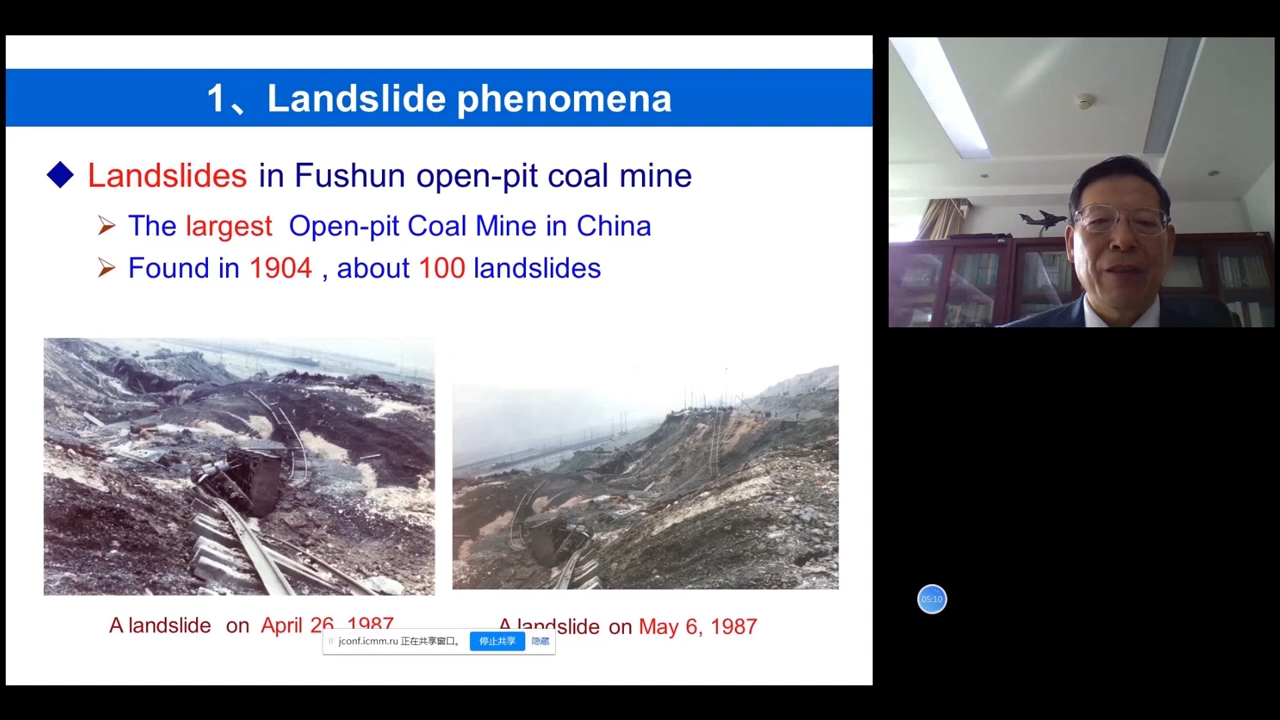 1、Landslide phenomena
Landslides in Fushun open-pit coal mine
The largest Open-pit Coal Mine in China
Found in 1904 , about 100 landslides
A landslide on April 26, 1987
A landslide on May 6, 1987
jconf.icmm.ru 正在共享窗口。 停止共享 隐藏
05:10